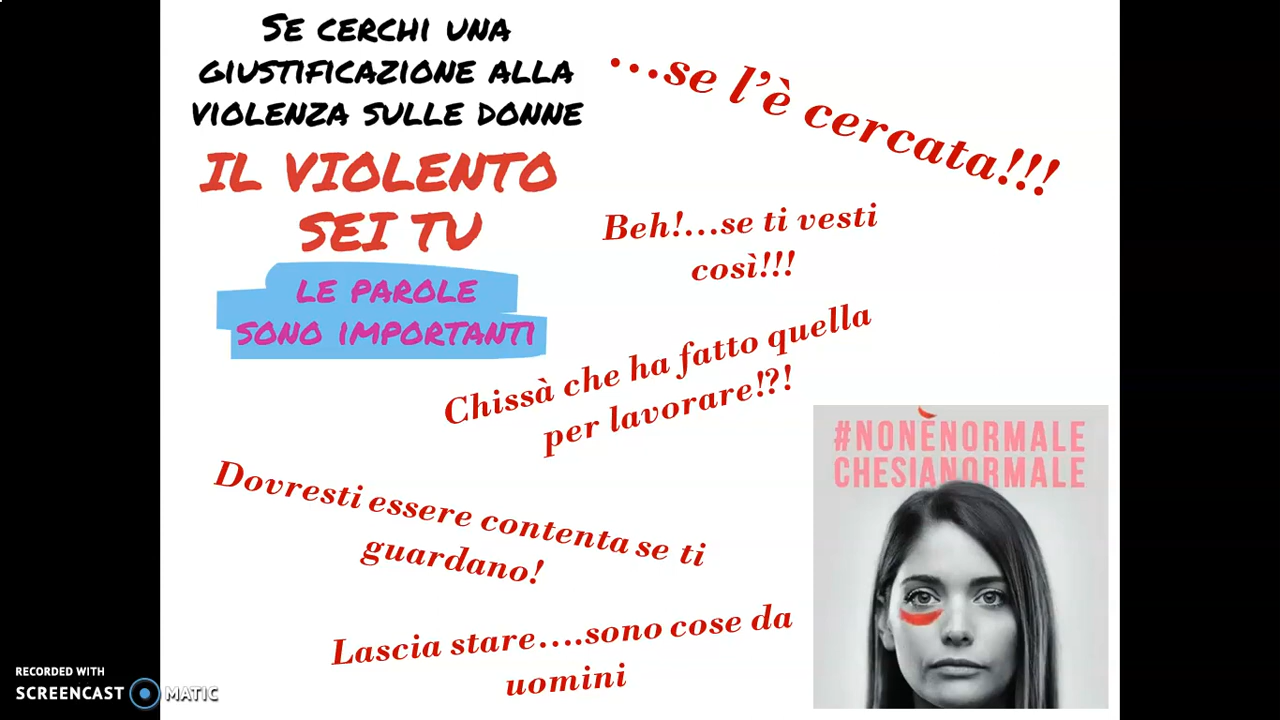 SE CERCHI UNA
GIUSTIFICAZIONE ALLA
VIOLENZA SULLE DONNE
IL VIOLENTO
SEI TU
LE PAROLE
SONO IMPORTANTI
...se l'è cercata!!!
Beh!...se ti vesti
così!!!
Chissà che ha fatto quella
per lavorare!?!
Dovresti essere contenta se ti
guardano!
Lascia stare....sono cose da
uomini
#NONÈNORMALE
CHESIANORMALE
RECORDED WITH
SCREENCAST MATIC